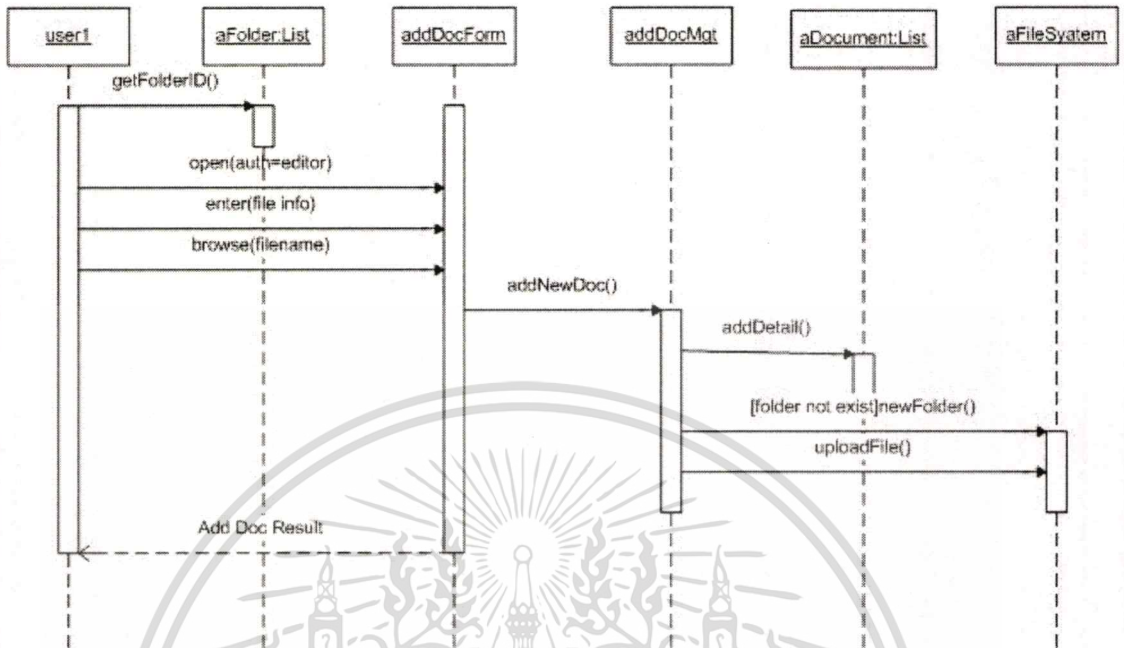 user1
aFolder:List
addDocForm
addDocMgt
aDocument:List
aFileSyatem
getFolderID()
open(auth=editor)
enter(file info)
browse(filename)
addNewDoc()
addDetail()
[folder not exist]newFolder()
uploadFile()
Add Doc Result